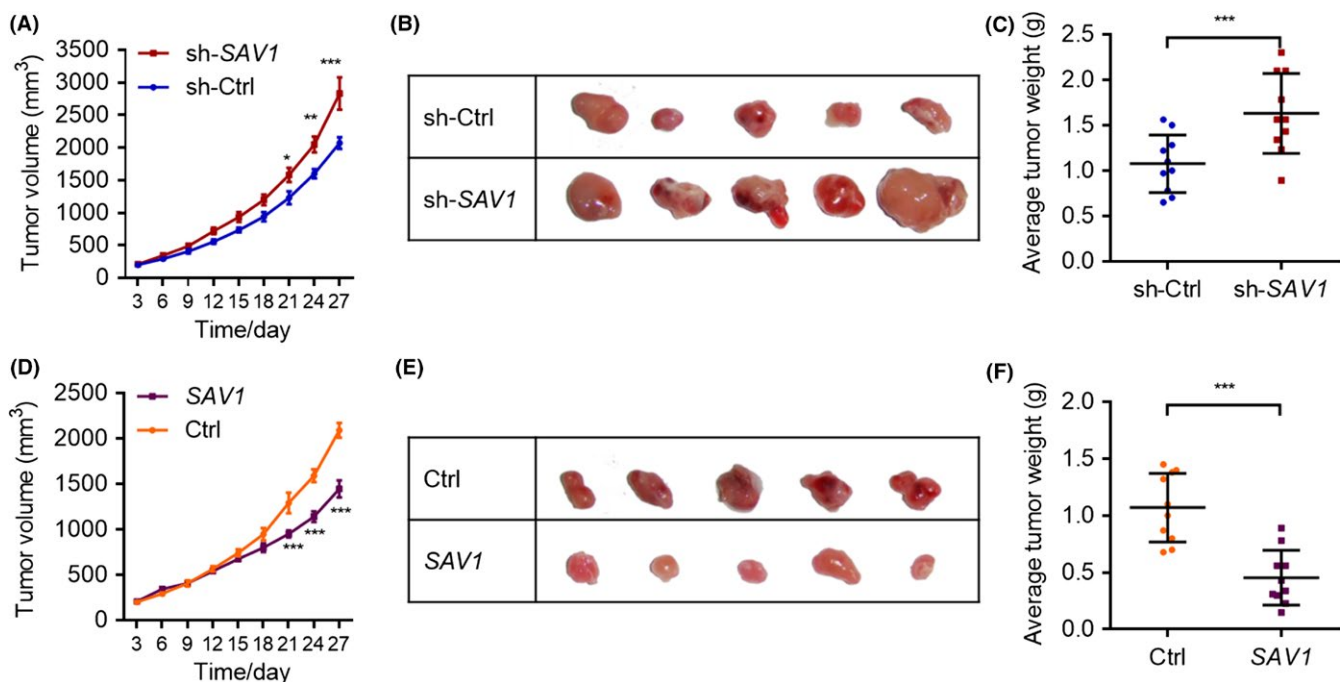 (A)
sh-SAV1
sh-Ctrl
Tumor volume (mm³)
3500
3000
2500
2000
1500
1000
500
0
* ** ***
3 6 9 12 15 18 21 24 27
Time/day
(B)
sh-Ctrl
sh-SAV1
(C)
***
Average tumor weight (g)
2.5
2.0
1.5
1.0
0.5
0.0
sh-Ctrl sh-SAV1
(D)
SAV1
Ctrl
Tumor volume (mm³)
2500
2000
1500
1000
500
0
*** *** ***
3 6 9 12 15 18 21 24 27
Time/day
(E)
Ctrl
SAV1
(F)
***
Average tumor weight (g)
2.0
1.5
1.0
0.5
0.0
Ctrl SAV1